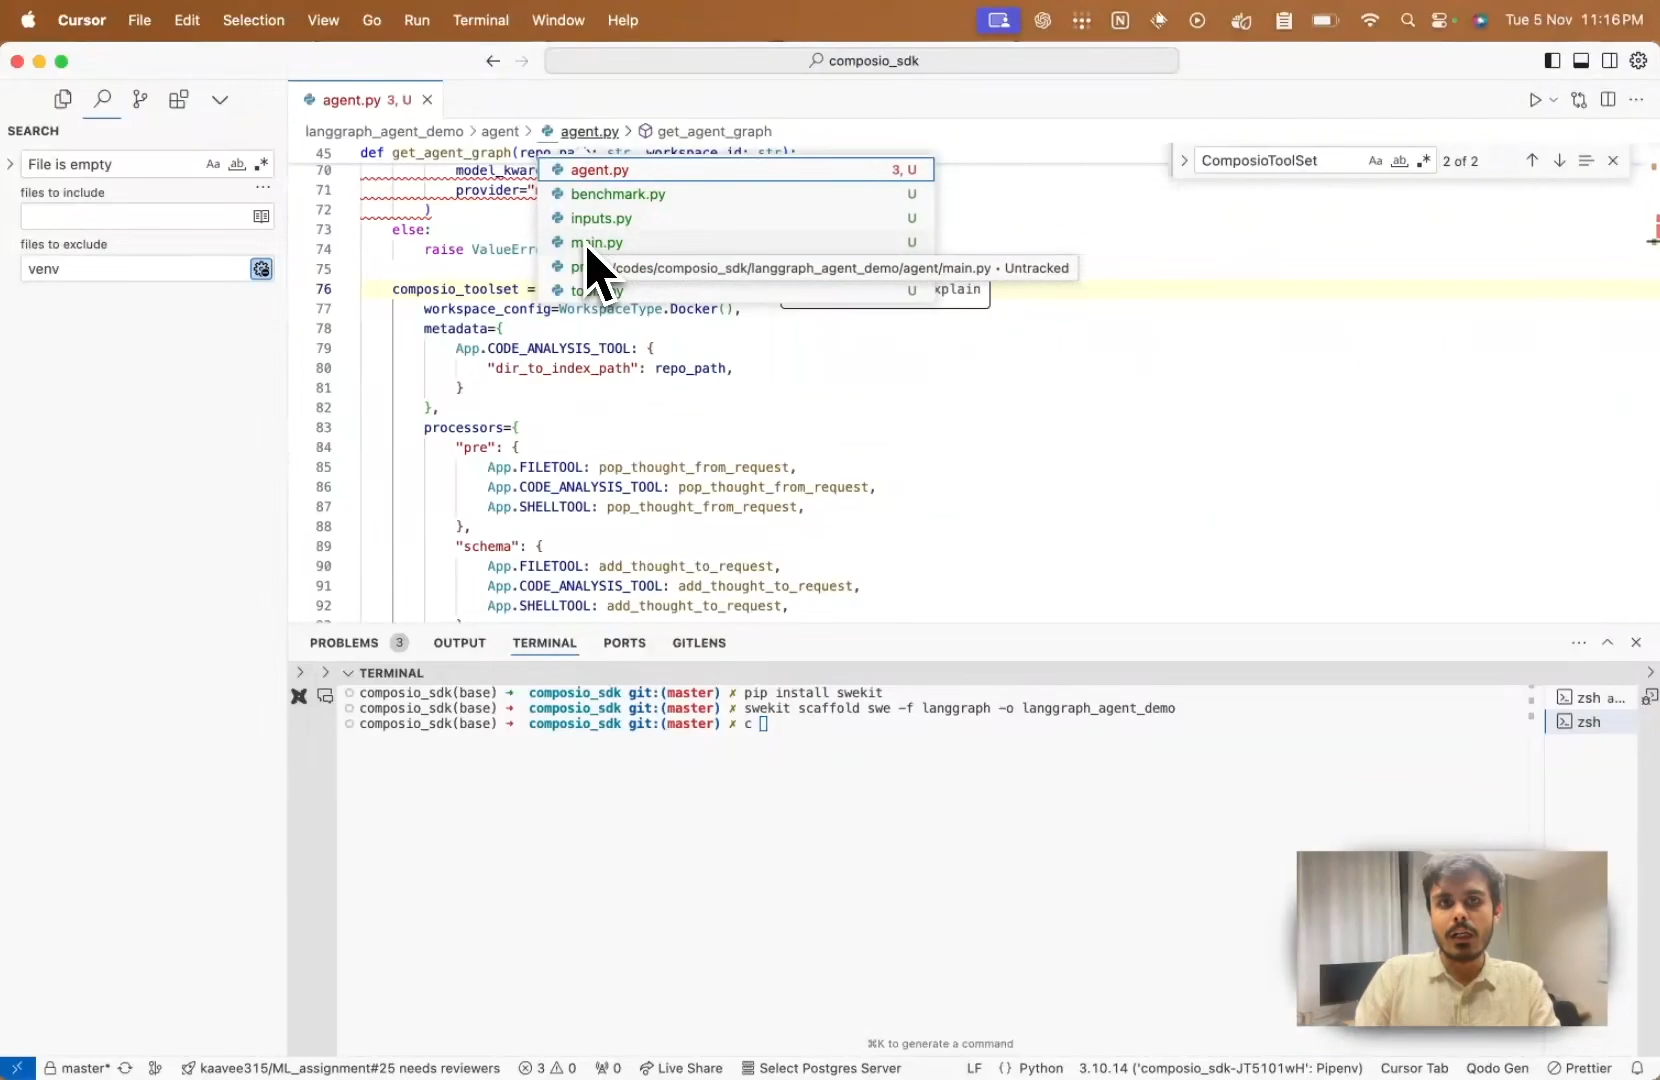 Cursor File Edit Selection View Go Run Terminal Window Help Tue 5 Nov 11:16 PM
composio_sdk
agent.py 3, U
SEARCH
langgraph_agent_demo > agent > agent.py > get_agent_graph
File is empty
files to include
files to exclude
venv
ComposioToolSet 2 of 2
45 def get_agent_graph(repo_path: str, workspace_id: str):
agent.py 3, U
benchmark.py U
inputs.py U
main.py U
/codes/composio_sdk/langgraph_agent_demo/agent/main.py • Untracked
U
70 model_kwar
71 provider="
72 )
73 else:
74 raise ValueErr
75
76 composio_toolset = xplain
77 workspace_config=WorkspaceType.Docker(),
78 metadata={
79 App.CODE_ANALYSIS_TOOL: {
80 "dir_to_index_path": repo_path,
81 }
82 },
83 processors={
84 "pre": {
85 App.FILETOOL: pop_thought_from_request,
86 App.CODE_ANALYSIS_TOOL: pop_thought_from_request,
87 App.SHELLTOOL: pop_thought_from_request,
88 },
89 "schema": {
90 App.FILETOOL: add_thought_to_request,
91 App.CODE_ANALYSIS_TOOL: add_thought_to_request,
92 App.SHELLTOOL: add_thought_to_request,
PROBLEMS 3 OUTPUT TERMINAL PORTS GITLENS
TERMINAL
composio_sdk(base) → composio_sdk git:(master) ✗ pip install swekit
composio_sdk(base) → composio_sdk git:(master) ✗ swekit scaffold swe -f langgraph -o langgraph_agent_demo
composio_sdk(base) → composio_sdk git:(master) ✗ c
zsh a...
zsh
⌘K to generate a command
master* kaavee315/ML_assignment#25 needs reviewers 3 0 0 Live Share Select Postgres Server LF {} Python 3.10.14 ('composio_sdk-JT5101wH': Pipenv) Cursor Tab Qodo Gen Prettier